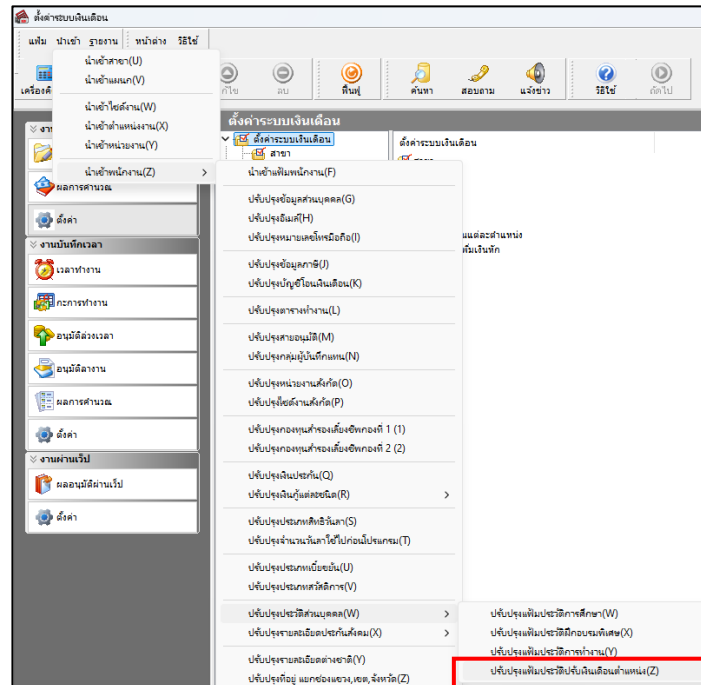 ตั้งค่าระบบเงินเดือน
แฟ้ม นำเข้า รายงาน หน้าต่าง วิธีใช้
นำเข้าสาขา(U)
นำเข้าแผนก(V)
นำเข้าไซต์งาน(W)
นำเข้าตำแหน่งงาน(X)
นำเข้าหน่วยงาน(Y)
นำเข้าพนักงาน(Z)
เครื่องคิ
ก้ไข ลบ ฟื้นฟู ค้นหา สอบถาม แจ้งข่าว วิธีใช้ ถัดไป
ตั้งค่าระบบเงินเดือน
ตั้งค่าระบบเงินเดือน
สาขา
ตั้งค่าระบบเงินเดือน
ผลการคำนวณ
ตั้งค่า
งานบันทึกเวลา
เวลาทำงาน
กะการทำงาน
อนุมัติล่วงเวลา
อนุมัติลางาน
ผลการคำนวณ
ตั้งค่า
งานผ่านเว็ป
ผลอนุมัติผ่านเว็ป
ตั้งค่า
นำเข้าแฟ้มพนักงาน(F)
ปรับปรุงข้อมูลส่วนบุคคล(G)
ปรับปรุงอีเมล์(H)
ปรับปรุงหมายเลขโทรมือถือ(I)
ปรับปรุงข้อมูลภาษี(J)
ปรับปรุงบัญชีโอนเงินเดือน(K)
ปรับปรุงตารางทำงาน(L)
ปรับปรุงสายอนุมัติ(M)
ปรับปรุงกลุ่มผู้บันทึกแทน(N)
ปรับปรุงหน่วยงานสังกัด(O)
ปรับปรุงไซต์งานสังกัด(P)
ปรับปรุงกองทุนสำรองเลี้ยงชีพกองที่ 1 (1)
ปรับปรุงกองทุนสำรองเลี้ยงชีพกองที่ 2 (2)
ปรับปรุงเงินประกัน(Q)
ปรับปรุงเงินกู้แต่ละชนิด(R)
ปรับปรุงประเภทสิทธิวันลา(S)
ปรับปรุงจำนวนวันลาใช้ไปก่อนโปรแกรม(T)
ปรับปรุงประเภทเบี้ยขยัน(U)
ปรับปรุงประเภทสวัสดิการ(V)
ปรับปรุงประวัติส่วนบุคคล(W)
ปรับปรุงรายละเอียดประกันสังคม(X)
ปรับปรุงรายละเอียดต่างชาติ(Y)
ปรับปรุงที่อยู่ แยกช่องแขวง,เขต,จังหวัด(Z)
ปรับปรุงแฟ้มประวัติการศึกษา(W)
ปรับปรุงแฟ้มประวัติฝึกอบรมพิเศษ(X)
ปรับปรุงแฟ้มประวัติการทำงาน(Y)
ปรับปรุงแฟ้มประวัติปรับเงินเดือนตำแหน่ง(Z)